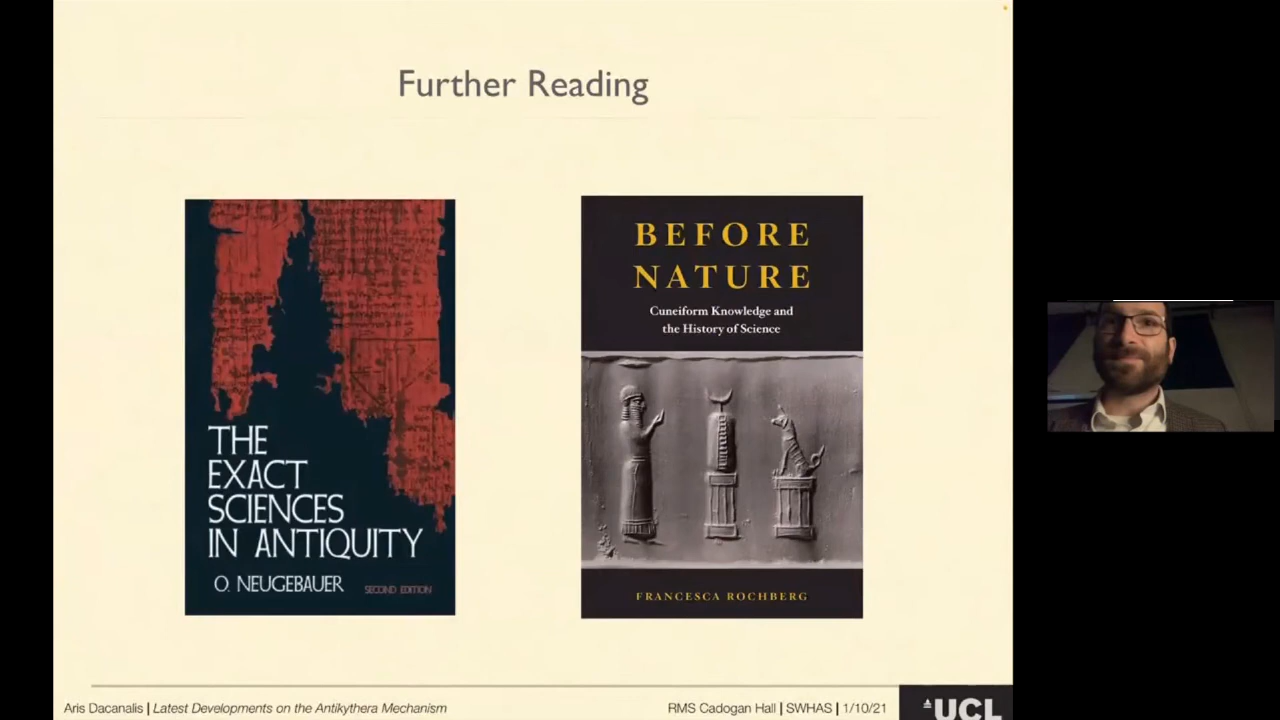 Further Reading
THE
EXACT
SCIENCES
IN ANTIQUITY
O. NEUGEBAUER SECOND EDITION
BEFORE
NATURE
Cuneiform Knowledge and
the History of Science
FRANCESCA ROCHBERG
Aris Dacanalis | Latest Developments on the Antikythera Mechanism
RMS Cadogan Hall | SWHAS | 1/10/21
UCL